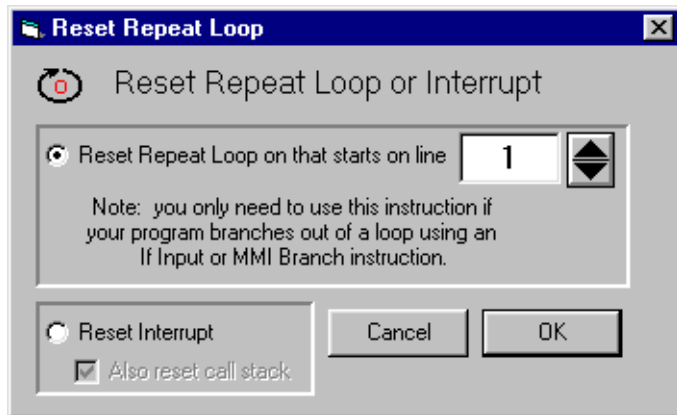 Reset Repeat Loop
0
Reset Repeat Loop or Interrupt
Reset Repeat Loop on that starts on line 1
Note: you only need to use this instruction if
your program branches out of a loop using an
If Input or MMI Branch instruction.
Reset Interrupt
Also reset call stack
Cancel
OK